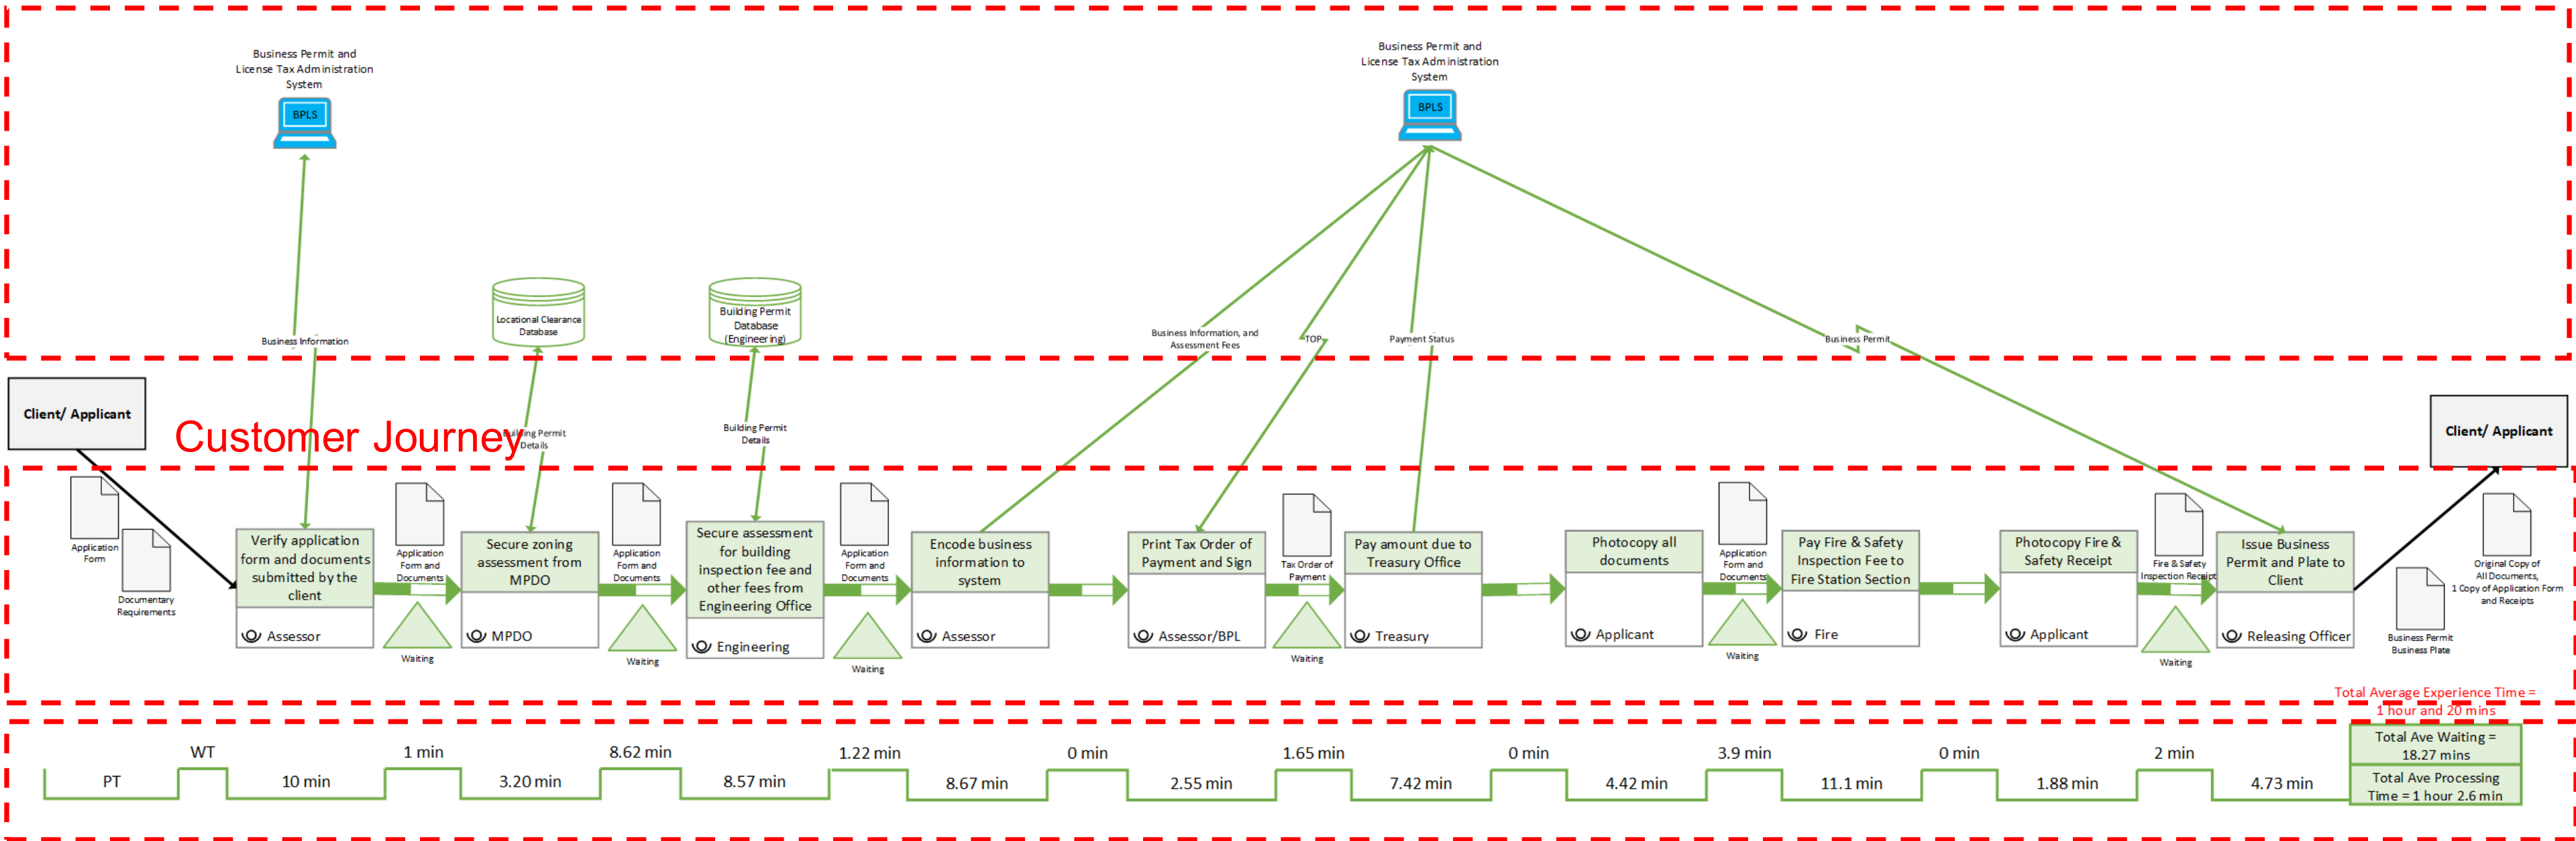 Business Permit and
License Tax Administration
System
BPLS
Business Permit and
License Tax Administration
System
BPLS
Locational Clearance
Database
Building Permit
Database
(Engineering)
Business Information
Business Information, and
Assessment Fees
TOP
Payment Status
Business Permit
Client/ Applicant
Customer Journey
Building Permit
Details
Building Permit
Details
Client/ Applicant
Application
Form
Documentary
Requirements
Verify application
form and documents
submitted by the
client
Assessor
Application
Form and
Documents
Waiting
Secure zoning
assessment from
MPDO
MPDO
Application
Form and
Documents
Waiting
Secure assessment
for building
inspection fee and
other fees from
Engineering Office
Engineering
Application
Form and
Documents
Waiting
Encode business
information to
system
Assessor
Print Tax Order of
Payment and Sign
Assessor/BPL
Tax Order of
Payment
Waiting
Pay amount due to
Treasury Office
Treasury
Photocopy all
documents
Applicant
Application
Form and
Documents
Waiting
Pay Fire & Safety
Inspection Fee to
Fire Station Section
Fire
Photocopy Fire &
Safety Receipt
Applicant
Fire & Safety
Inspection Receipt
Waiting
Issue Business
Permit and Plate to
Client
Releasing Officer
Business Permit
Business Plate
Original Copy of
All Documents,
1 Copy of Application Form
and Receipts
Total Average Experience Time =
1 hour and 20 mins
PT
WT
10 min
1 min
3.20 min
8.62 min
8.57 min
1.22 min
8.67 min
0 min
2.55 min
1.65 min
7.42 min
0 min
4.42 min
3.9 min
11.1 min
0 min
1.88 min
2 min
4.73 min
Total Ave Waiting =
18.27 mins
Total Ave Processing
Time = 1 hour 2.6 min